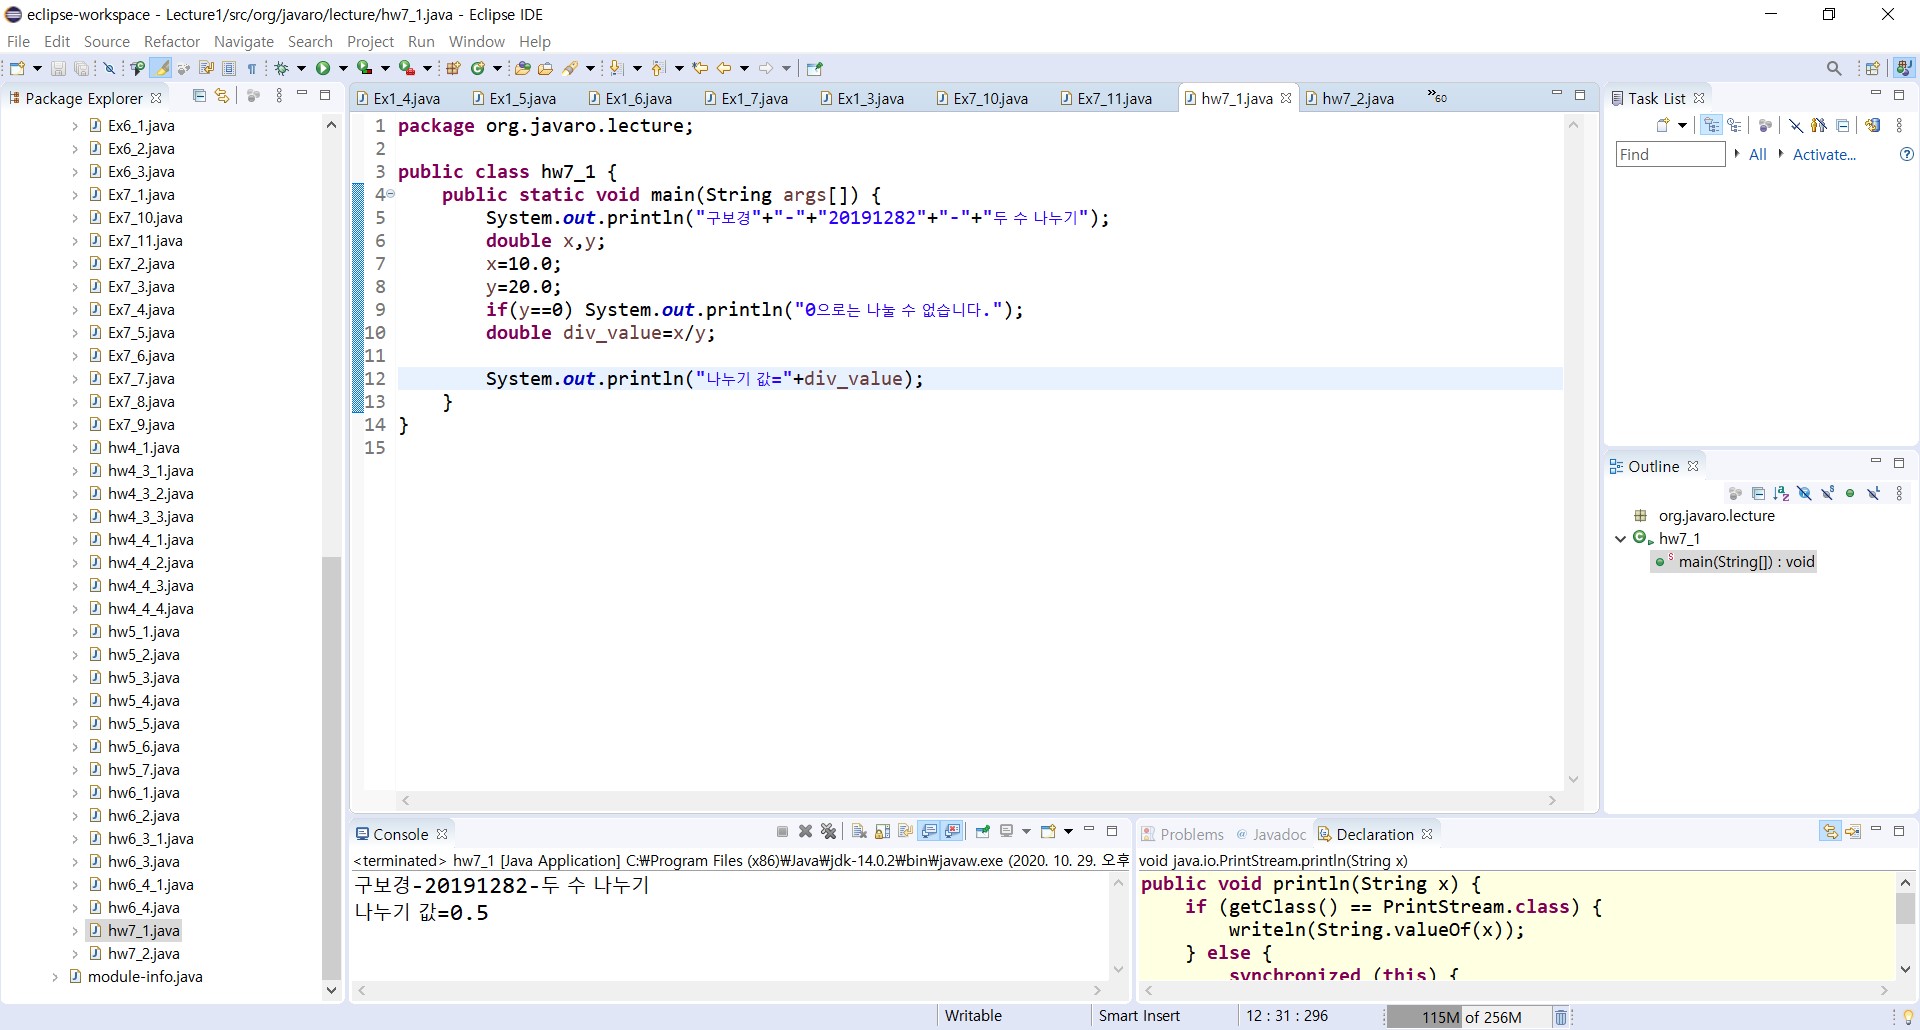 eclipse-workspace - Lecture1/src/org/javaro/lecture/hw7_1.java - Eclipse IDE
File Edit Source Refactor Navigate Search Project Run Window Help
Package Explorer
Ex6_1.java
Ex6_2.java
Ex6_3.java
Ex7_1.java
Ex7_10.java
Ex7_11.java
Ex7_2.java
Ex7_3.java
Ex7_4.java
Ex7_5.java
Ex7_6.java
Ex7_7.java
Ex7_8.java
Ex7_9.java
hw4_1.java
hw4_3_1.java
hw4_3_2.java
hw4_3_3.java
hw4_4_1.java
hw4_4_2.java
hw4_4_3.java
hw4_4_4.java
hw5_1.java
hw5_2.java
hw5_3.java
hw5_4.java
hw5_5.java
hw5_6.java
hw5_7.java
hw6_1.java
hw6_2.java
hw6_3_1.java
hw6_3.java
hw6_4_1.java
hw6_4.java
hw7_1.java
hw7_2.java
module-info.java
Ex1_4.java Ex1_5.java Ex1_6.java Ex1_7.java Ex1_3.java Ex7_10.java Ex7_11.java hw7_1.java hw7_2.java »60
1 package org.javaro.lecture;
2
3 public class hw7_1 {
4 public static void main(String args[]) {
5 System.out.println("구보경"+"-"+"20191282"+"-"+"두 수 나누기");
6 double x,y;
7 x=10.0;
8 y=20.0;
9 if(y==0) System.out.println("0으로는 나눌 수 없습니다.");
10 double div_value=x/y;
11
12 System.out.println("나누기 값="+div_value);
13 }
14 }
15
Task List
Find All Activate...
Outline
org.javaro.lecture
hw7_1
main(String[]) : void
Console
<terminated> hw7_1 [Java Application] C:₩Program Files (x86)₩Java₩jdk-14.0.2₩bin₩javaw.exe (2020. 10. 29. 오후
구보경-20191282-두 수 나누기
나누기 값=0.5
Problems @ Javadoc Declaration
void java.io.PrintStream.println(String x)
public void println(String x) {
if (getClass() == PrintStream.class) {
writeln(String.valueOf(x));
} else {
synchronized (this) {
Writable Smart Insert 12 : 31 : 296 115M of 256M